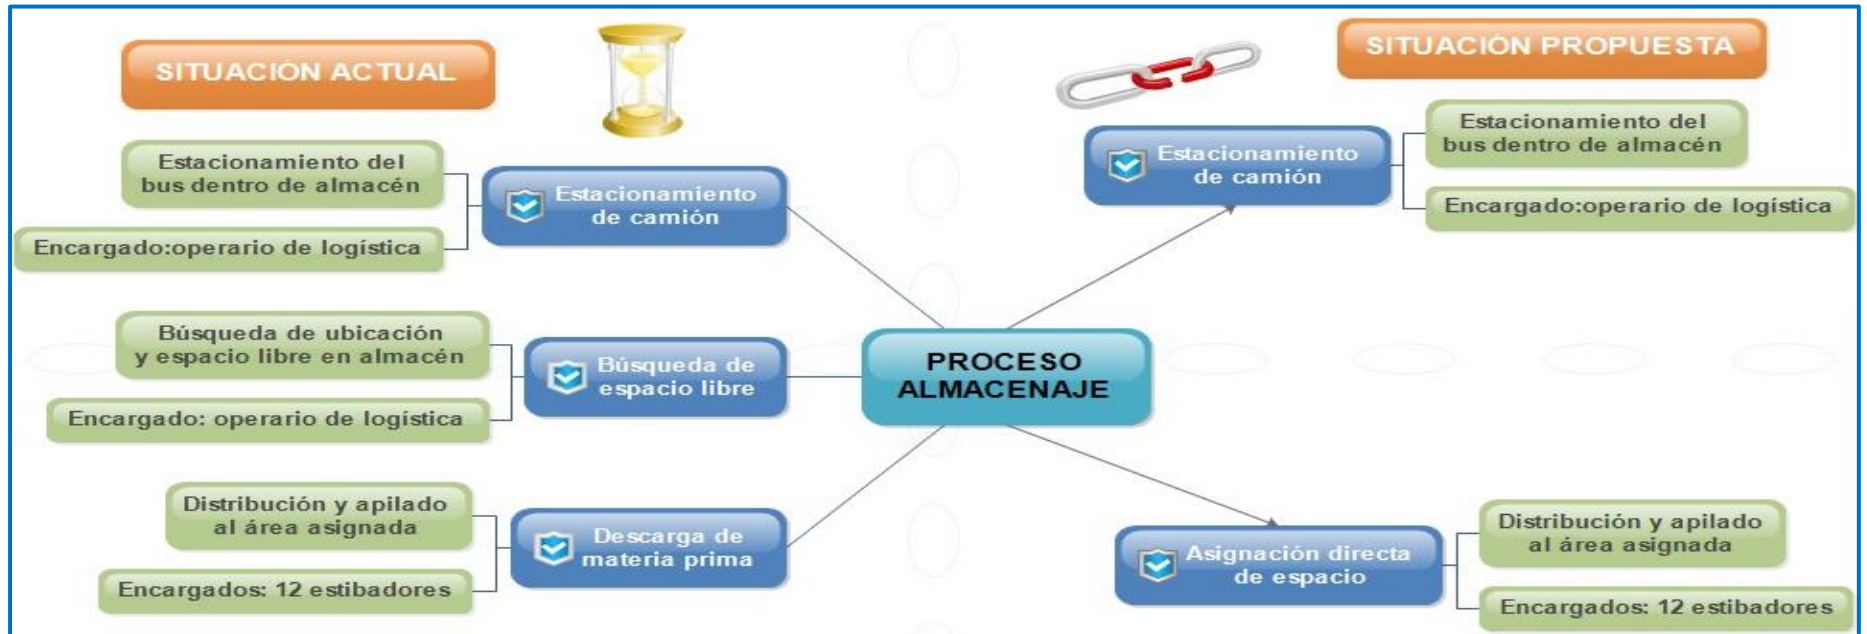 SITUACIÓN ACTUAL
Estacionamiento del
bus dentro de almacén
Encargado:operario de logística
Estacionamiento
de camión
Búsqueda de ubicación
y espacio libre en almacén
Encargado: operario de logística
Búsqueda de
espacio libre
Distribución y apilado
al área asignada
Encargados: 12 estibadores
Descarga de
materia prima
PROCESO
ALMACENAJE
SITUACIÓN PROPUESTA
Estacionamiento
de camión
Estacionamiento del
bus dentro de almacén
Encargado:operario de logística
Asignación directa
de espacio
Distribución y apilado
al área asignada
Encargados: 12 estibadores